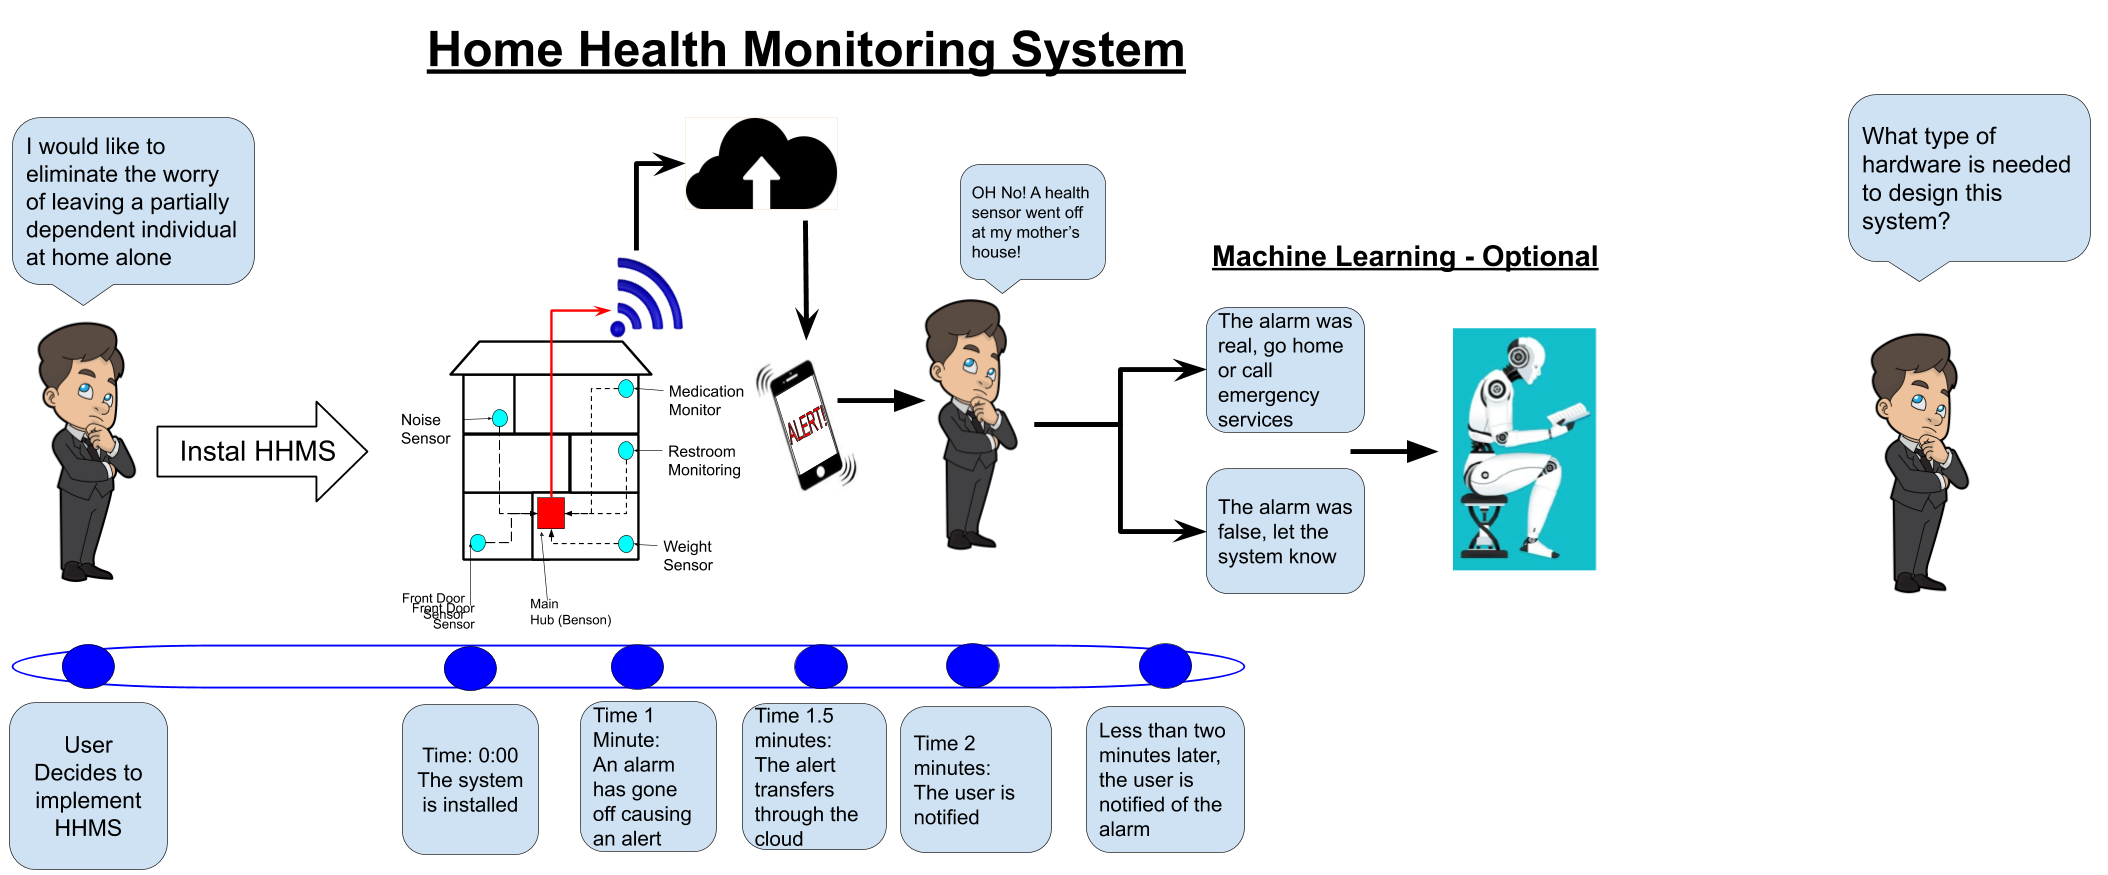 Home Health Monitoring System
I would like to
eliminate the worry
of leaving a partially
dependent individual
at home alone
What type of
hardware is needed
to design this
system?
OH No! A health
sensor went off
at my mother's
house!
Machine Learning - Optional
The alarm was
real, go home
or call
emergency
services
The alarm was
false, let the
system know
Instal HHMS
Noise
Sensor
Medication
Monitor
Restroom
Monitoring
Weight
Sensor
ALERT!
Front Door
Sensor
Front Door
Sensor
Main
Hub (Benson)
User
Decides to
implement
HHMS
Time: 0:00
The system
is installed
Time 1
Minute:
An alarm
has gone
off causing
an alert
Time 1.5
minutes:
The alert
transfers
through the
cloud
Time 2
minutes:
The user is
notified
Less than two
minutes later,
the user is
notified of the
alarm